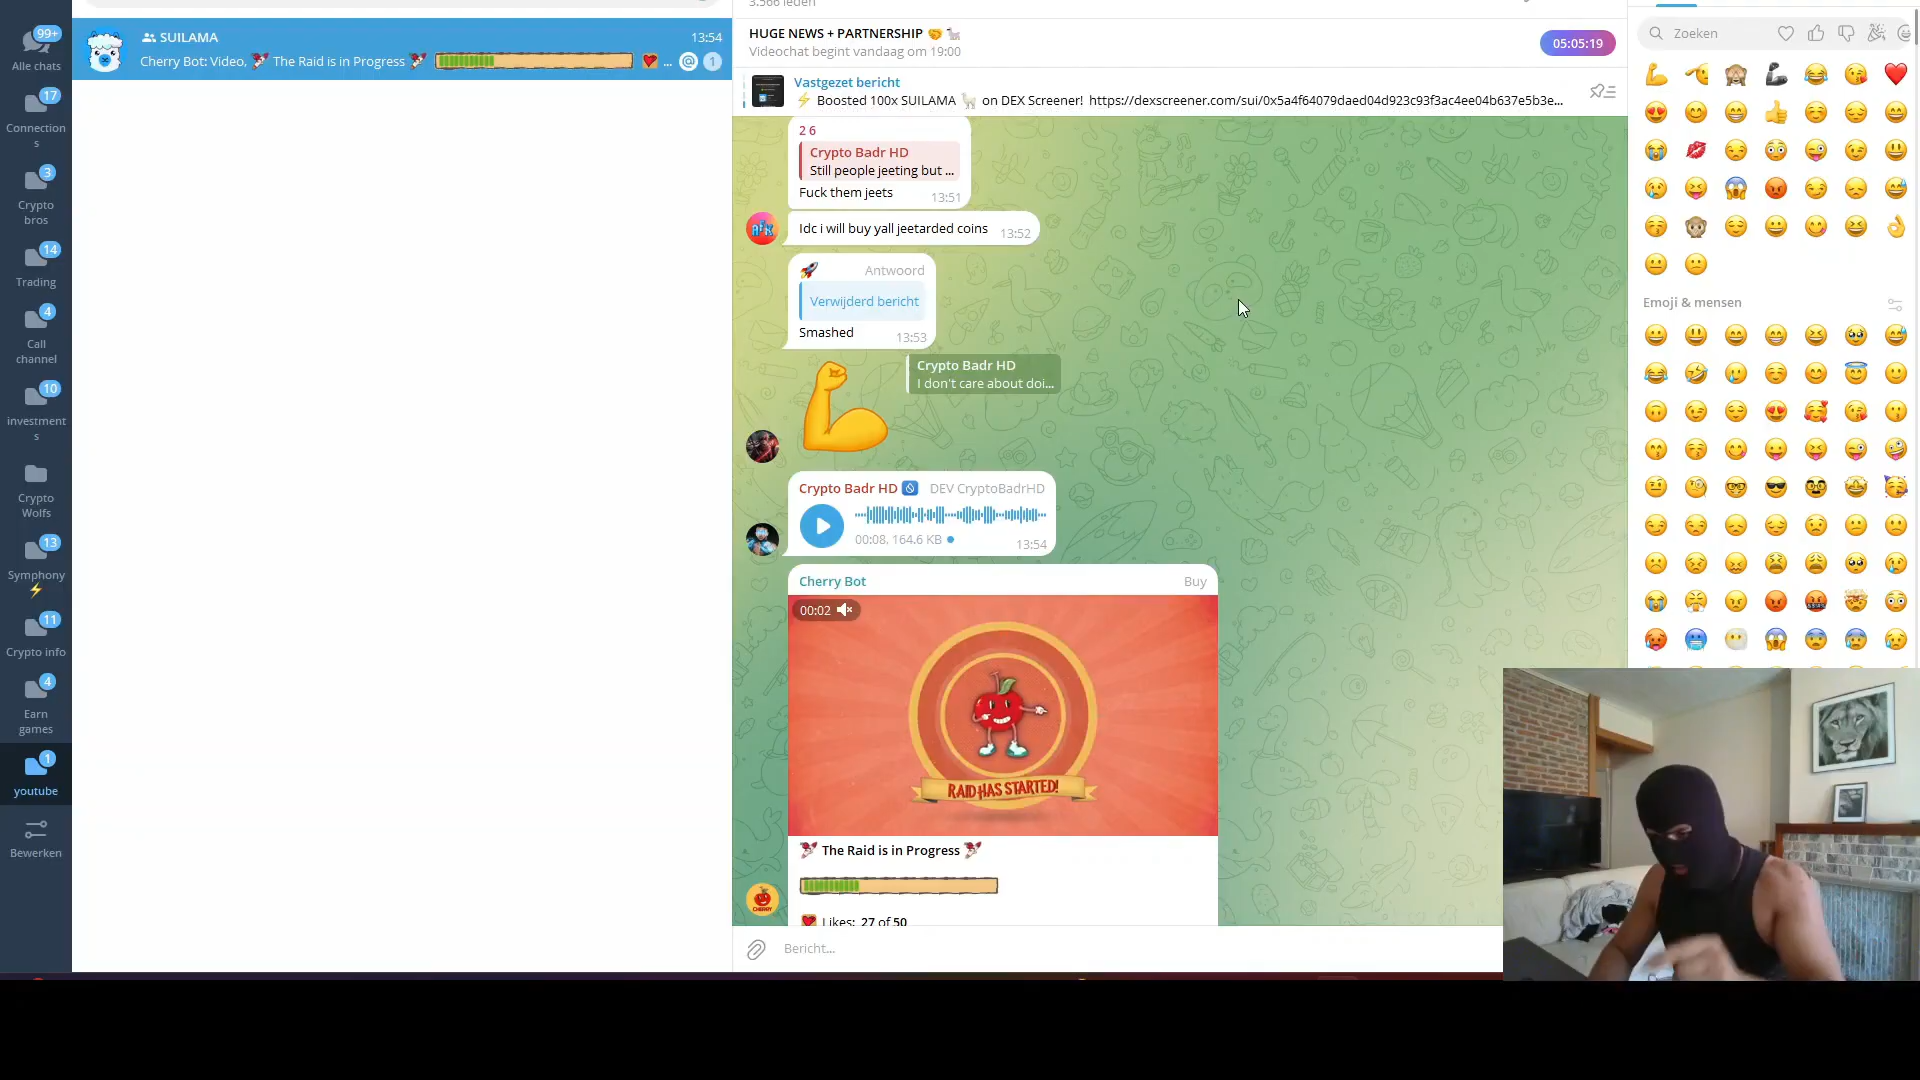 99+
Alle chats
17
Connection
s
3
Crypto
bros
14
Trading
4
Call
channel
10
investment
s
Crypto
Wolfs
13
Symphony
⚡
11
Crypto info
4
Earn
games
1
youtube
Bewerken
SUILAMA
13:54
Cherry Bot: Video, 🚀 The Raid is in Progress 🚀 ... @ 1
3.566 leden
HUGE NEWS + PARTNERSHIP 🤝 🦙
Videochat begint vandaag om 19:00
05:05:19
Vastgezet bericht
⚡ Boosted 100x SUILAMA 🦙 on DEX Screener! https://dexscreener.com/sui/0x5a4f64079daed04d923c93f3ac4ee04b637e5b3e...
2 6
Crypto Badr HD
Still people jeeting but ...
Fuck them jeets
13:51
Idc i will buy yall jeetarded coins
13:52
🚀 Antwoord
Verwijderd bericht
Smashed
13:53
Crypto Badr HD
I don't care about doi...
Crypto Badr HD DEV CryptoBadrHD
00:08, 164.6 KB
13:54
Cherry Bot Buy
00:02
RAID HAS STARTED!
🚀 The Raid is in Progress 🚀
CHERRY
Likes: 27 of 50
Bericht...
Zoeken
Emoji & mensen